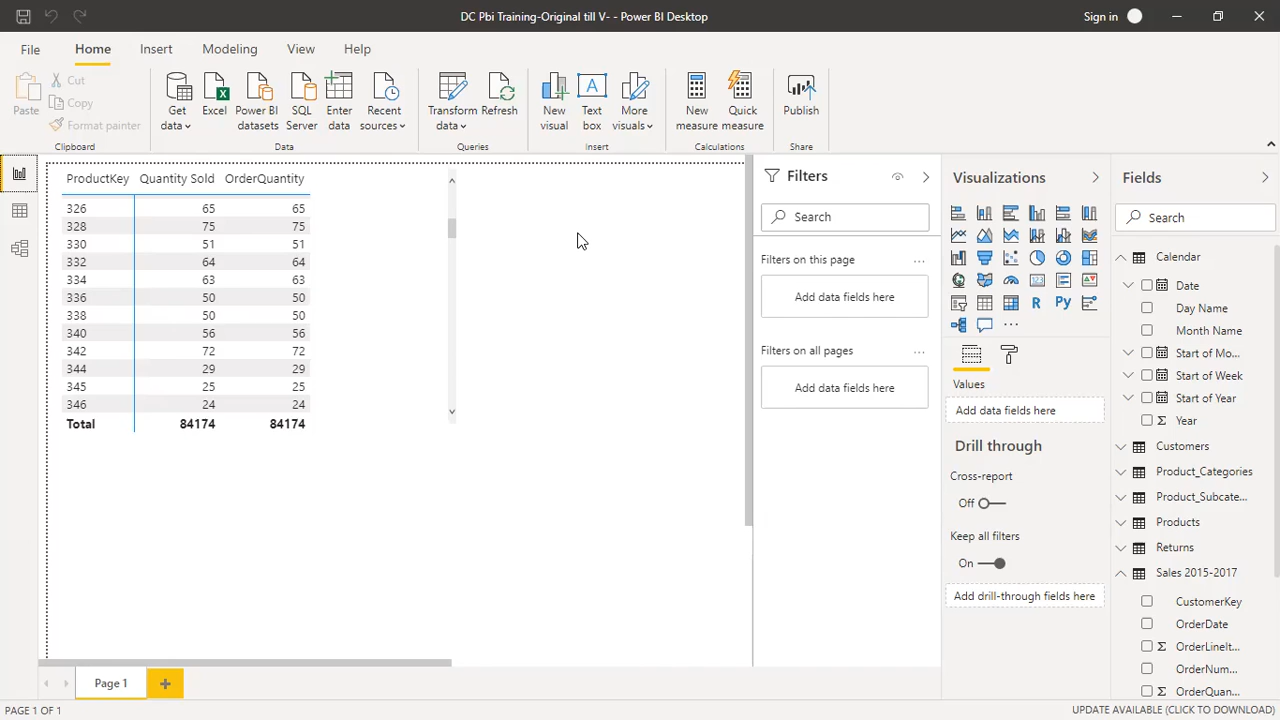 DC Pbi Training-Original till V- - Power BI Desktop
Sign in
File Home Insert Modeling View Help
Paste
Cut
Copy
Format painter
Get data
Excel
Power BI datasets
SQL Server
Enter data
Recent sources
Transform data
Refresh
New visual
Text box
More visuals
New measure
Quick measure
Publish
Clipboard
Data
Queries
Insert
Calculations
Share
ProductKey Quantity Sold OrderQuantity
326 65 65
328 75 75
330 51 51
332 64 64
334 63 63
336 50 50
338 50 50
340 56 56
342 72 72
344 29 29
345 25 25
346 24 24
Total 84174 84174
Filters
Search
Filters on this page
...
Add data fields here
Filters on all pages
...
Add data fields here
Visualizations
R
Py
...
Values
Add data fields here
Drill through
Cross-report
Off
Keep all filters
On
Add drill-through fields here
Fields
Search
Calendar
Date
Day Name
Month Name
Start of Mo...
Start of Week
Start of Year
Σ Year
Customers
Product_Categories
Product_Subcate...
Products
Returns
Sales 2015-2017
CustomerKey
OrderDate
Σ OrderLineIt...
OrderNum...
Σ OrderQuan...
Page 1
+
PAGE 1 OF 1
UPDATE AVAILABLE (CLICK TO DOWNLOAD)